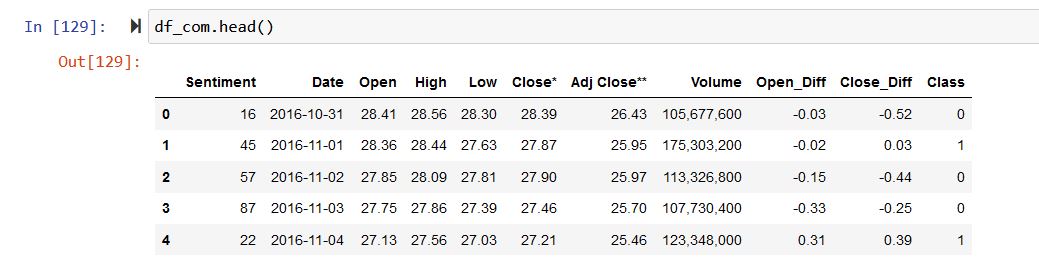 In [129]: df_com.head()
Out[129]:
Sentiment Date Open High Low Close* Adj Close** Volume Open_Diff Close_Diff Class
0 16 2016-10-31 28.41 28.56 28.30 28.39 26.43 105,677,600 -0.03 -0.52 0
1 45 2016-11-01 28.36 28.44 27.63 27.87 25.95 175,303,200 -0.02 0.03 1
2 57 2016-11-02 27.85 28.09 27.81 27.90 25.97 113,326,800 -0.15 -0.44 0
3 87 2016-11-03 27.75 27.86 27.39 27.46 25.70 107,730,400 -0.33 -0.25 0
4 22 2016-11-04 27.13 27.56 27.03 27.21 25.46 123,348,000 0.31 0.39 1